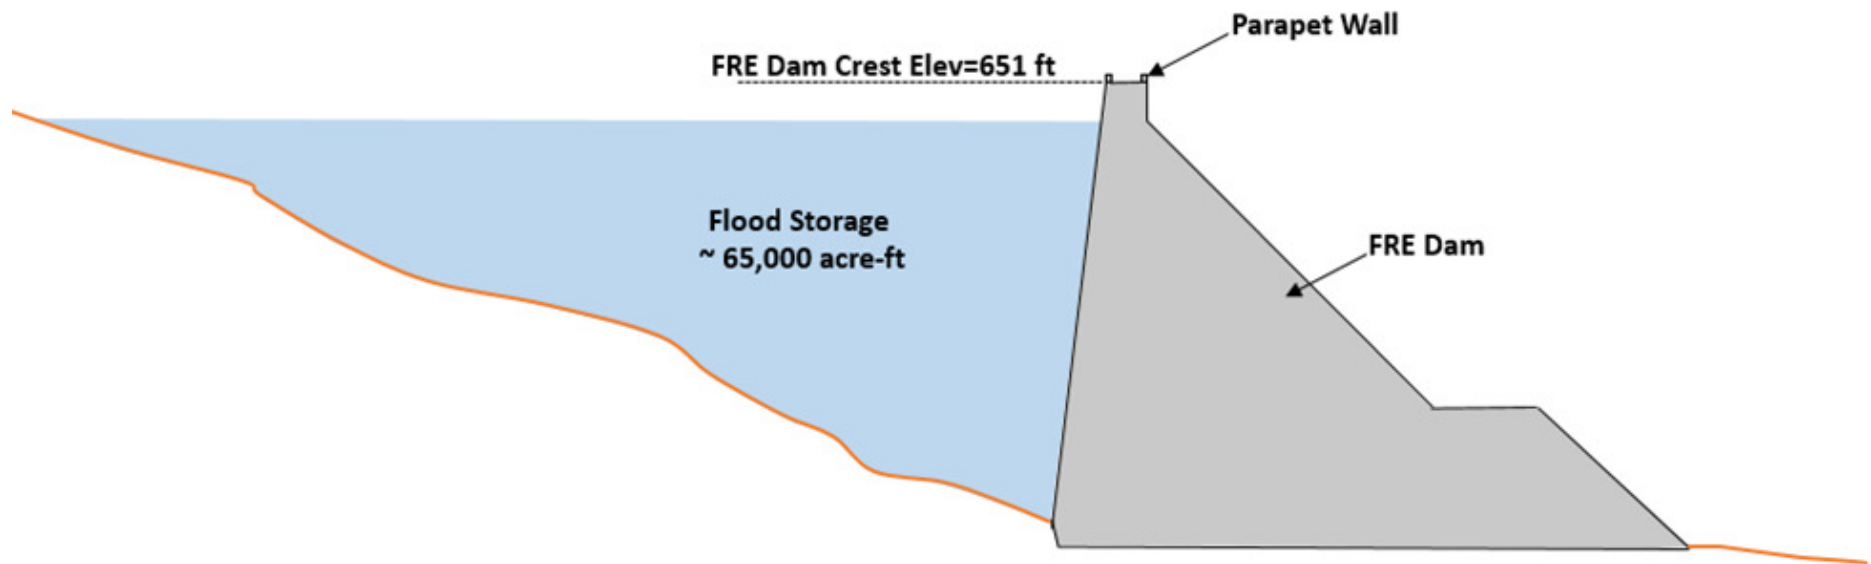 Parapet Wall
FRE Dam Crest Elev=651 ft
Flood Storage
~ 65,000 acre-ft
FRE Dam